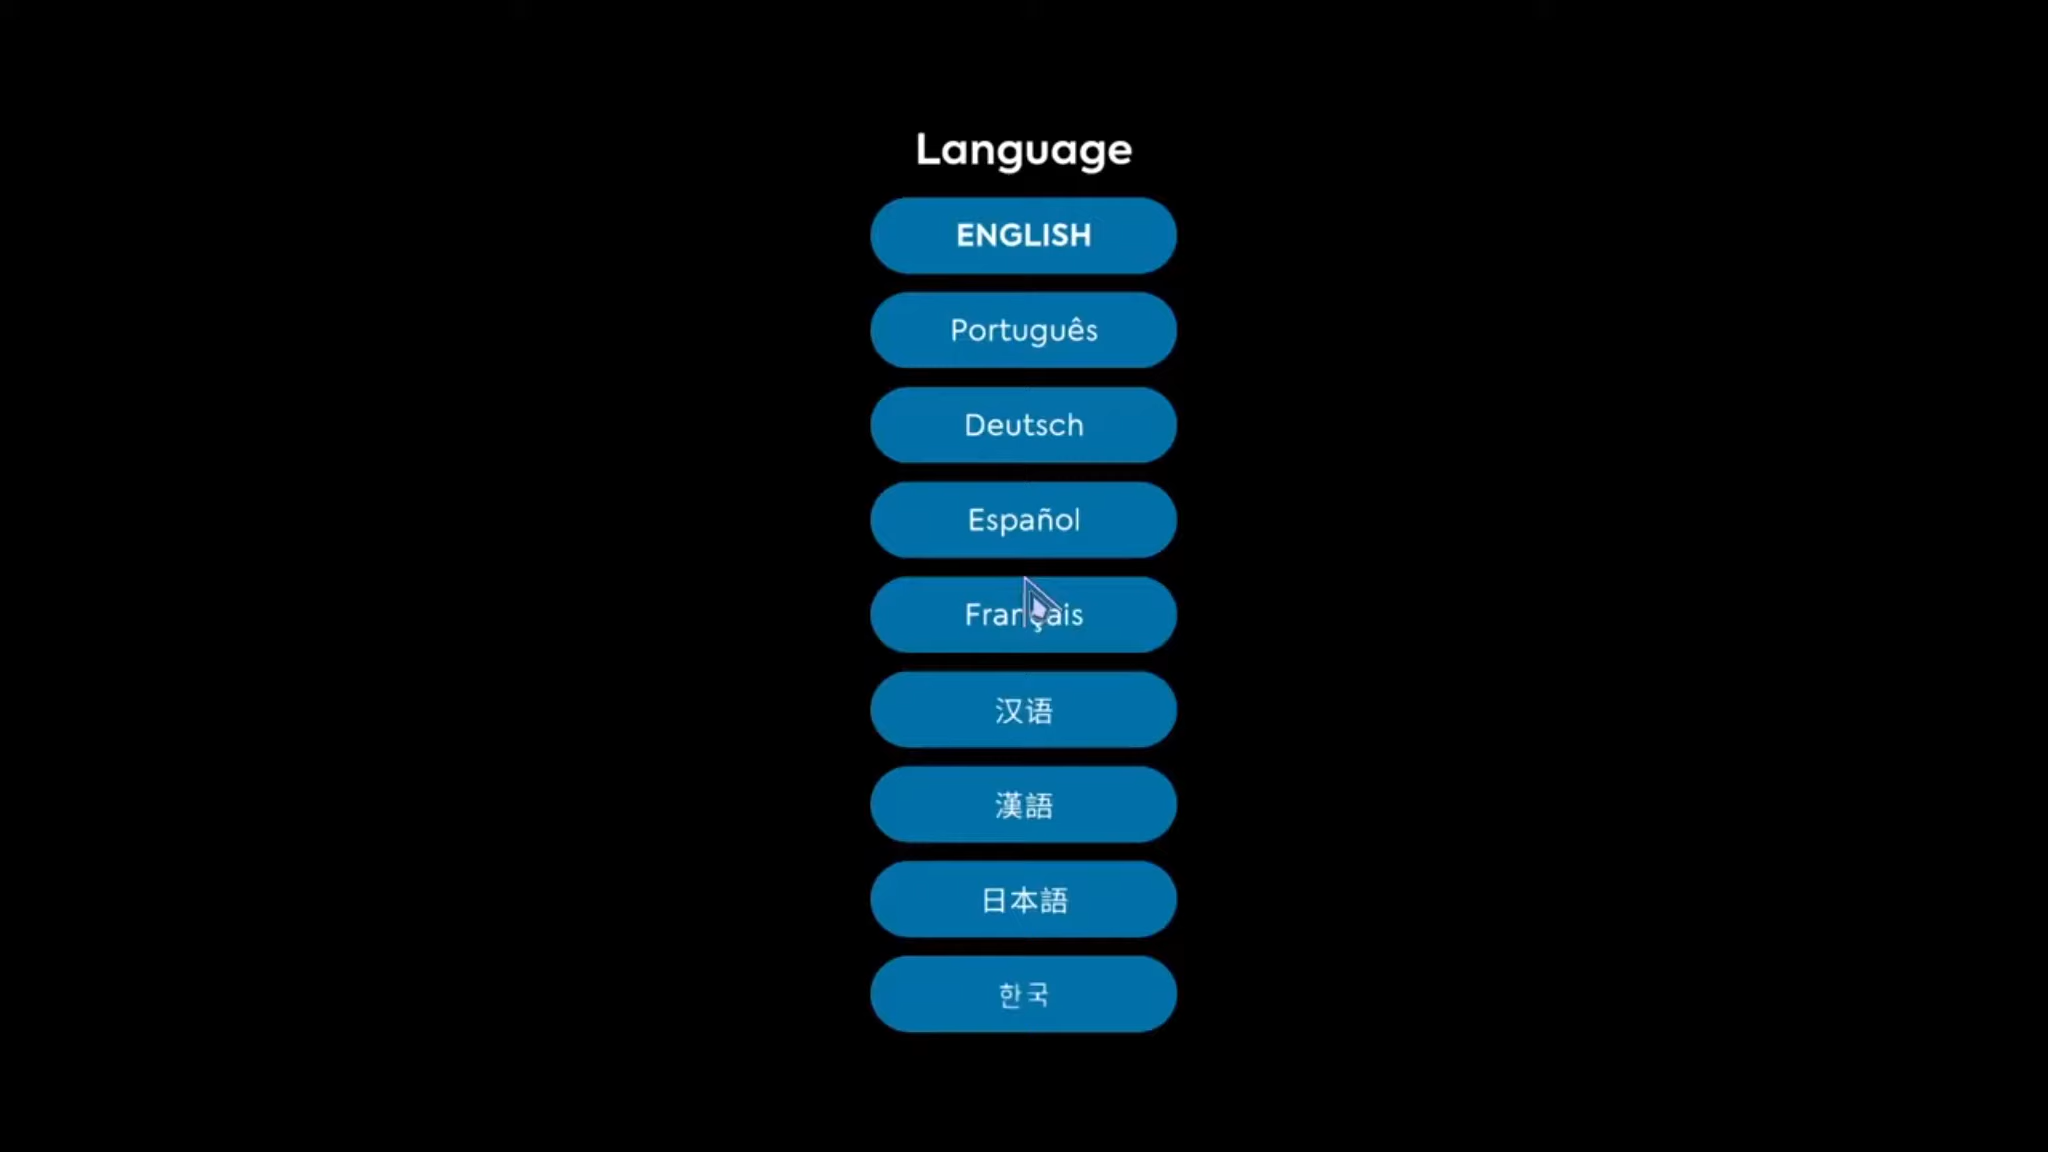 Language
ENGLISH
Português
Deutsch
Español
Français
汉语
漢語
日本語
한국